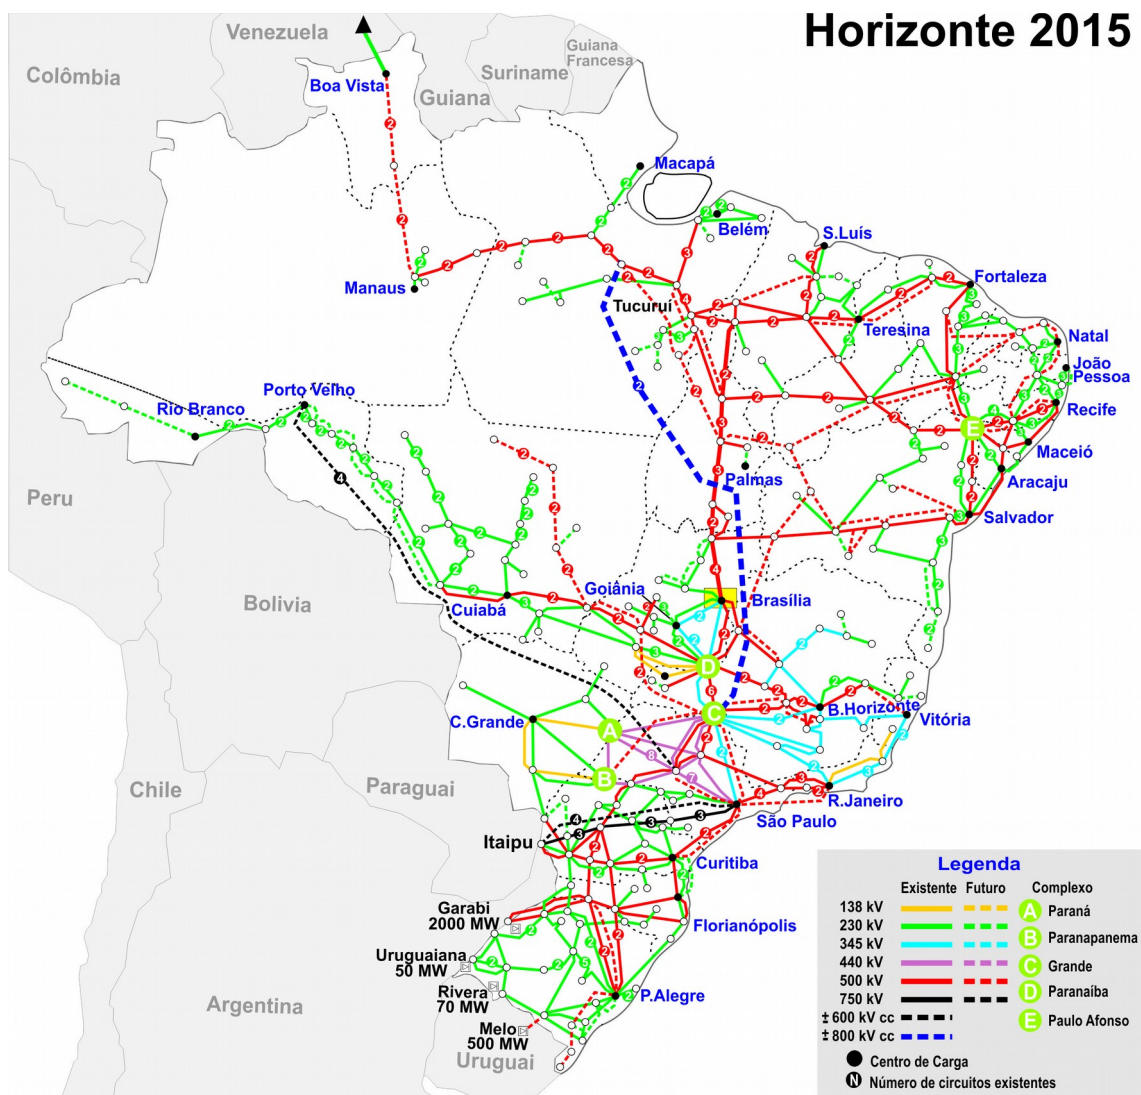 Horizonte 2015
Venezuela
Guiana
Francesa
Suriname
Colômbia
Guiana
Boa Vista
Macapá
Belém
S.Luís
Fortaleza
Manaus
Tucuruí
Teresina
Natal
João
Pessoa
Porto Velho
Rio Branco
Recife
Maceió
Palmas
Aracaju
Peru
Salvador
Goiânia
Brasília
Bolivia
Cuiabá
D
C
B.Horizonte
Vitória
C.Grande
A
B
E
Chile
Paraguai
R.Janeiro
São Paulo
Itaipu
Curitiba
Garabi
2000 MW
Florianópolis
Uruguaiana
50 MW
Rivera
70 MW
P.Alegre
Melo
500 MW
Argentina
Uruguai
Legenda
Existente Futuro Complexo
138 kV A Paraná
230 kV
345 kV B Paranapanema
440 kV C Grande
500 kV
750 kV D Paranaíba
± 600 kV cc
± 800 kV cc E Paulo Afonso
Centro de Carga
N Número de circuitos existentes